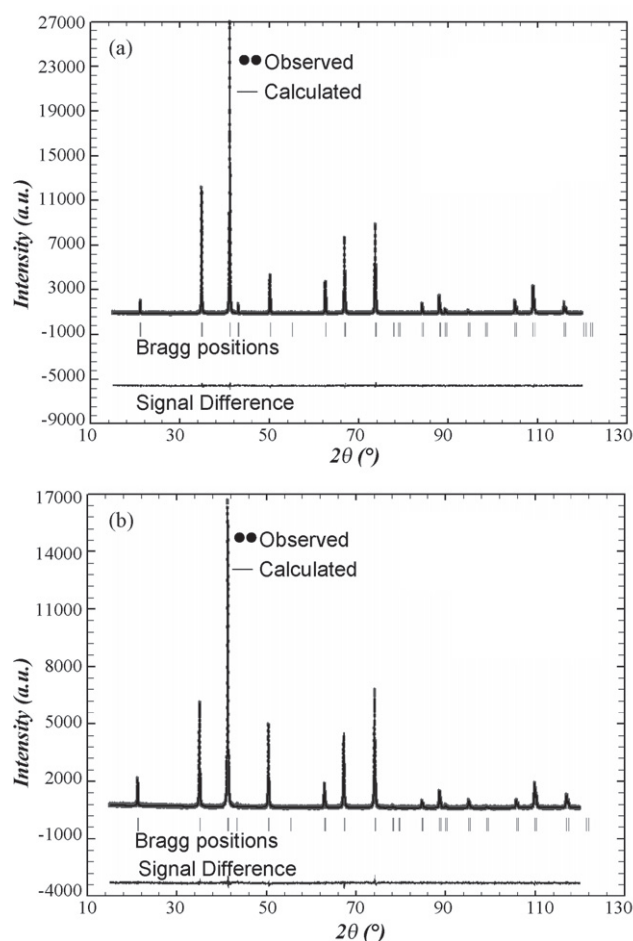 (a)
27000
23000
19000
15000
11000
7000
3000
-1000
-5000
-9000
Intensity (a.u.)
●● Observed
— Calculated
Bragg positions
Signal Difference
10 30 50 70 90 110 130
2θ (°)
(b)
17000
14000
11000
8000
5000
2000
-1000
-4000
Intensity (a.u.)
●● Observed
— Calculated
Bragg positions
Signal Difference
10 30 50 70 90 110 130
2θ (°)